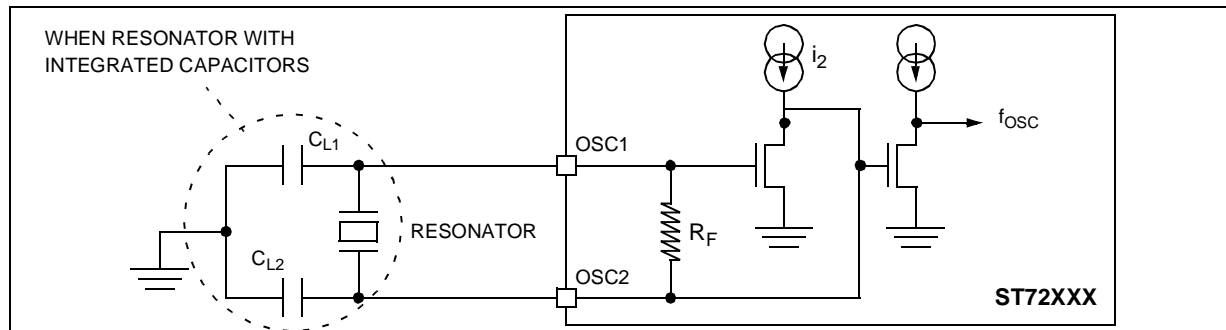 WHEN RESONATOR WITH
INTEGRATED CAPACITORS
i2
fOSC
CL1
OSC1
RESONATOR
RF
CL2
OSC2
ST72XXX